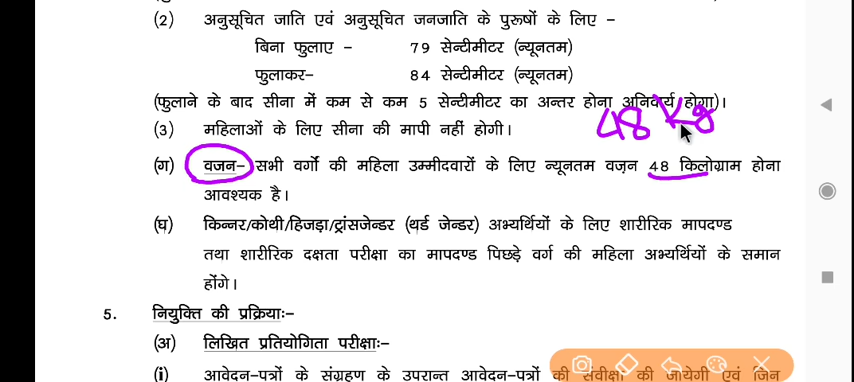 (2) अनुसूचित जाति एवं अनुसूचित जनजाति के पुरूषों के लिए –
बिना फुलाए - 79 सेन्टीमीटर (न्यूनतम)
फुलाकर– 84 सेन्टीमीटर (न्यूनतम)
(फुलाने के बाद सीना में कम से कम 5 सेन्टीमीटर का अन्तर होना अनिवार्य होगा)।
48 Kg
(3) महिलाओं के लिए सीना की मापी नहीं होगी।
(ग) वजन– सभी वर्गों की महिला उम्मीदवारों के लिए न्यूनतम वज़न 48 किलोग्राम होना
आवश्यक है।
(घ) किन्नर/कोथी/हिजड़ा/ट्रांसजेन्डर (थर्ड जेन्डर) अभ्यर्थियों के लिए शारीरिक मापदण्ड
तथा शारीरिक दक्षता परीक्षा का मापदण्ड पिछड़े वर्ग की महिला अभ्यर्थियों के समान
होंगे।
5. नियुक्ति की प्रक्रियाः–
(अ) लिखित प्रतियोगिता परीक्षाः–
(i) आवेदन–पत्रों के संग्रहण के उपरान्त आवेदन–पत्रों की संवीक्षा की जायेगी एवं जिन